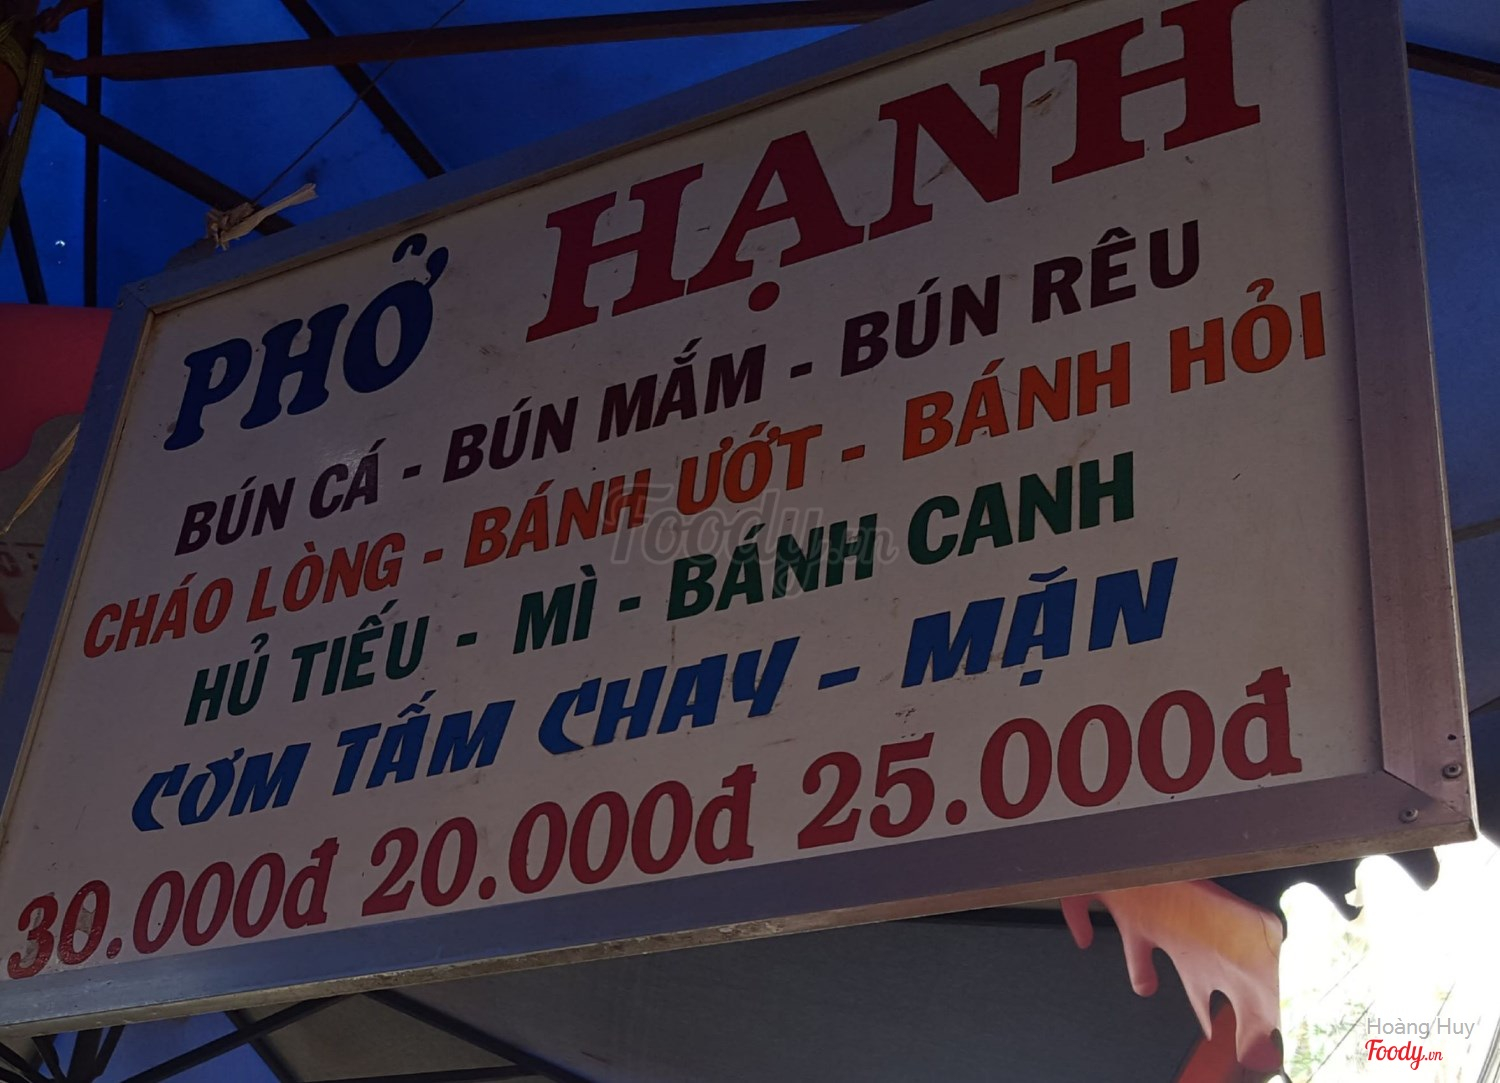 PHỞ HẠNH
BÚN CÁ - BÚN MẮM - BÚN RÊU
CHÁO LÒNG - BÁNH ƯỚT - BÁNH HỎI
HỦ TIẾU - MÌ - BÁNH CANH
CƠM TẤM CHAY - MẶN
30.000đ 20.000đ 25.000đ
Foody.vn
Hoàng Huy
Foody.vn